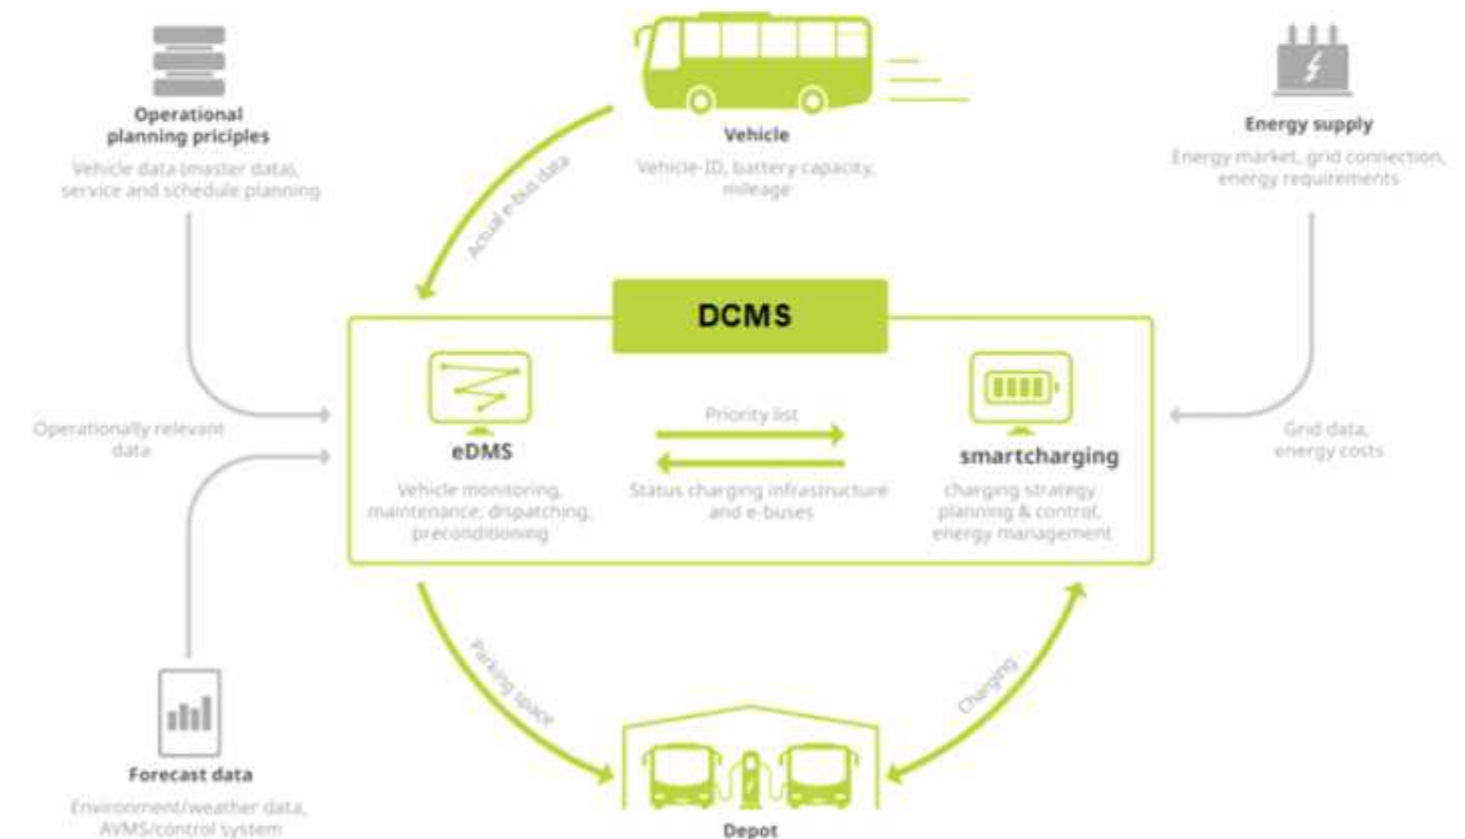 Operational
planning priciples
Vehicle data (master data),
service and schedule planning
Vehicle
Vehicle-ID, battery capacity,
mileage
Energy supply
Energy market, grid connection,
energy requirements
Actual e-bus data
DCMS
Operationally relevant
data
eDMS
Vehicle monitoring,
maintenance, dispatching,
preconditioning
Priority list
Status charging infrastructure
and e-buses
smartcharging
charging strategy
planning & control,
energy management
Grid data,
energy costs
Parking space
Charging
Forecast data
Environment/weather data,
AVMS/control system
Depot